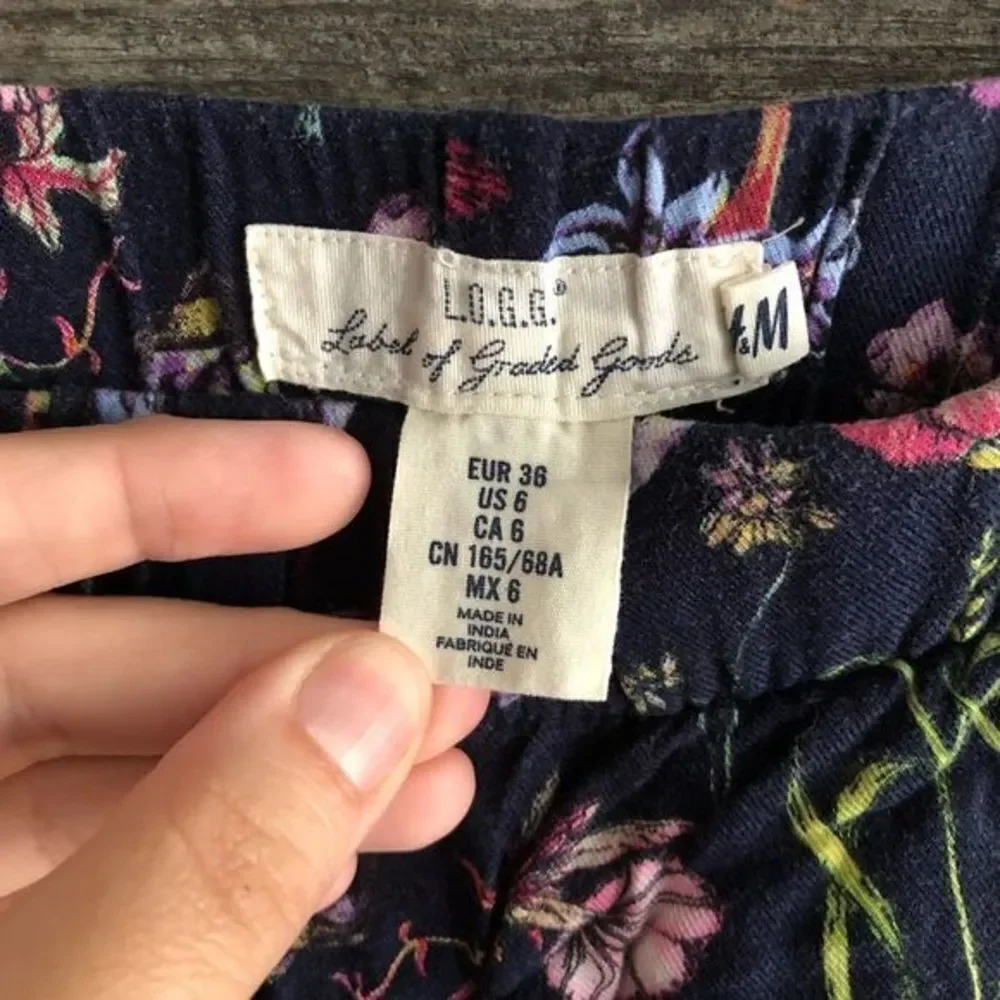 L.O.G.G.®
Label of Graded Goods
&M
EUR 36
US 6
CA 6
CN 165/68A
MX 6
MADE IN
INDIA
FABRIQUÉ EN
INDE